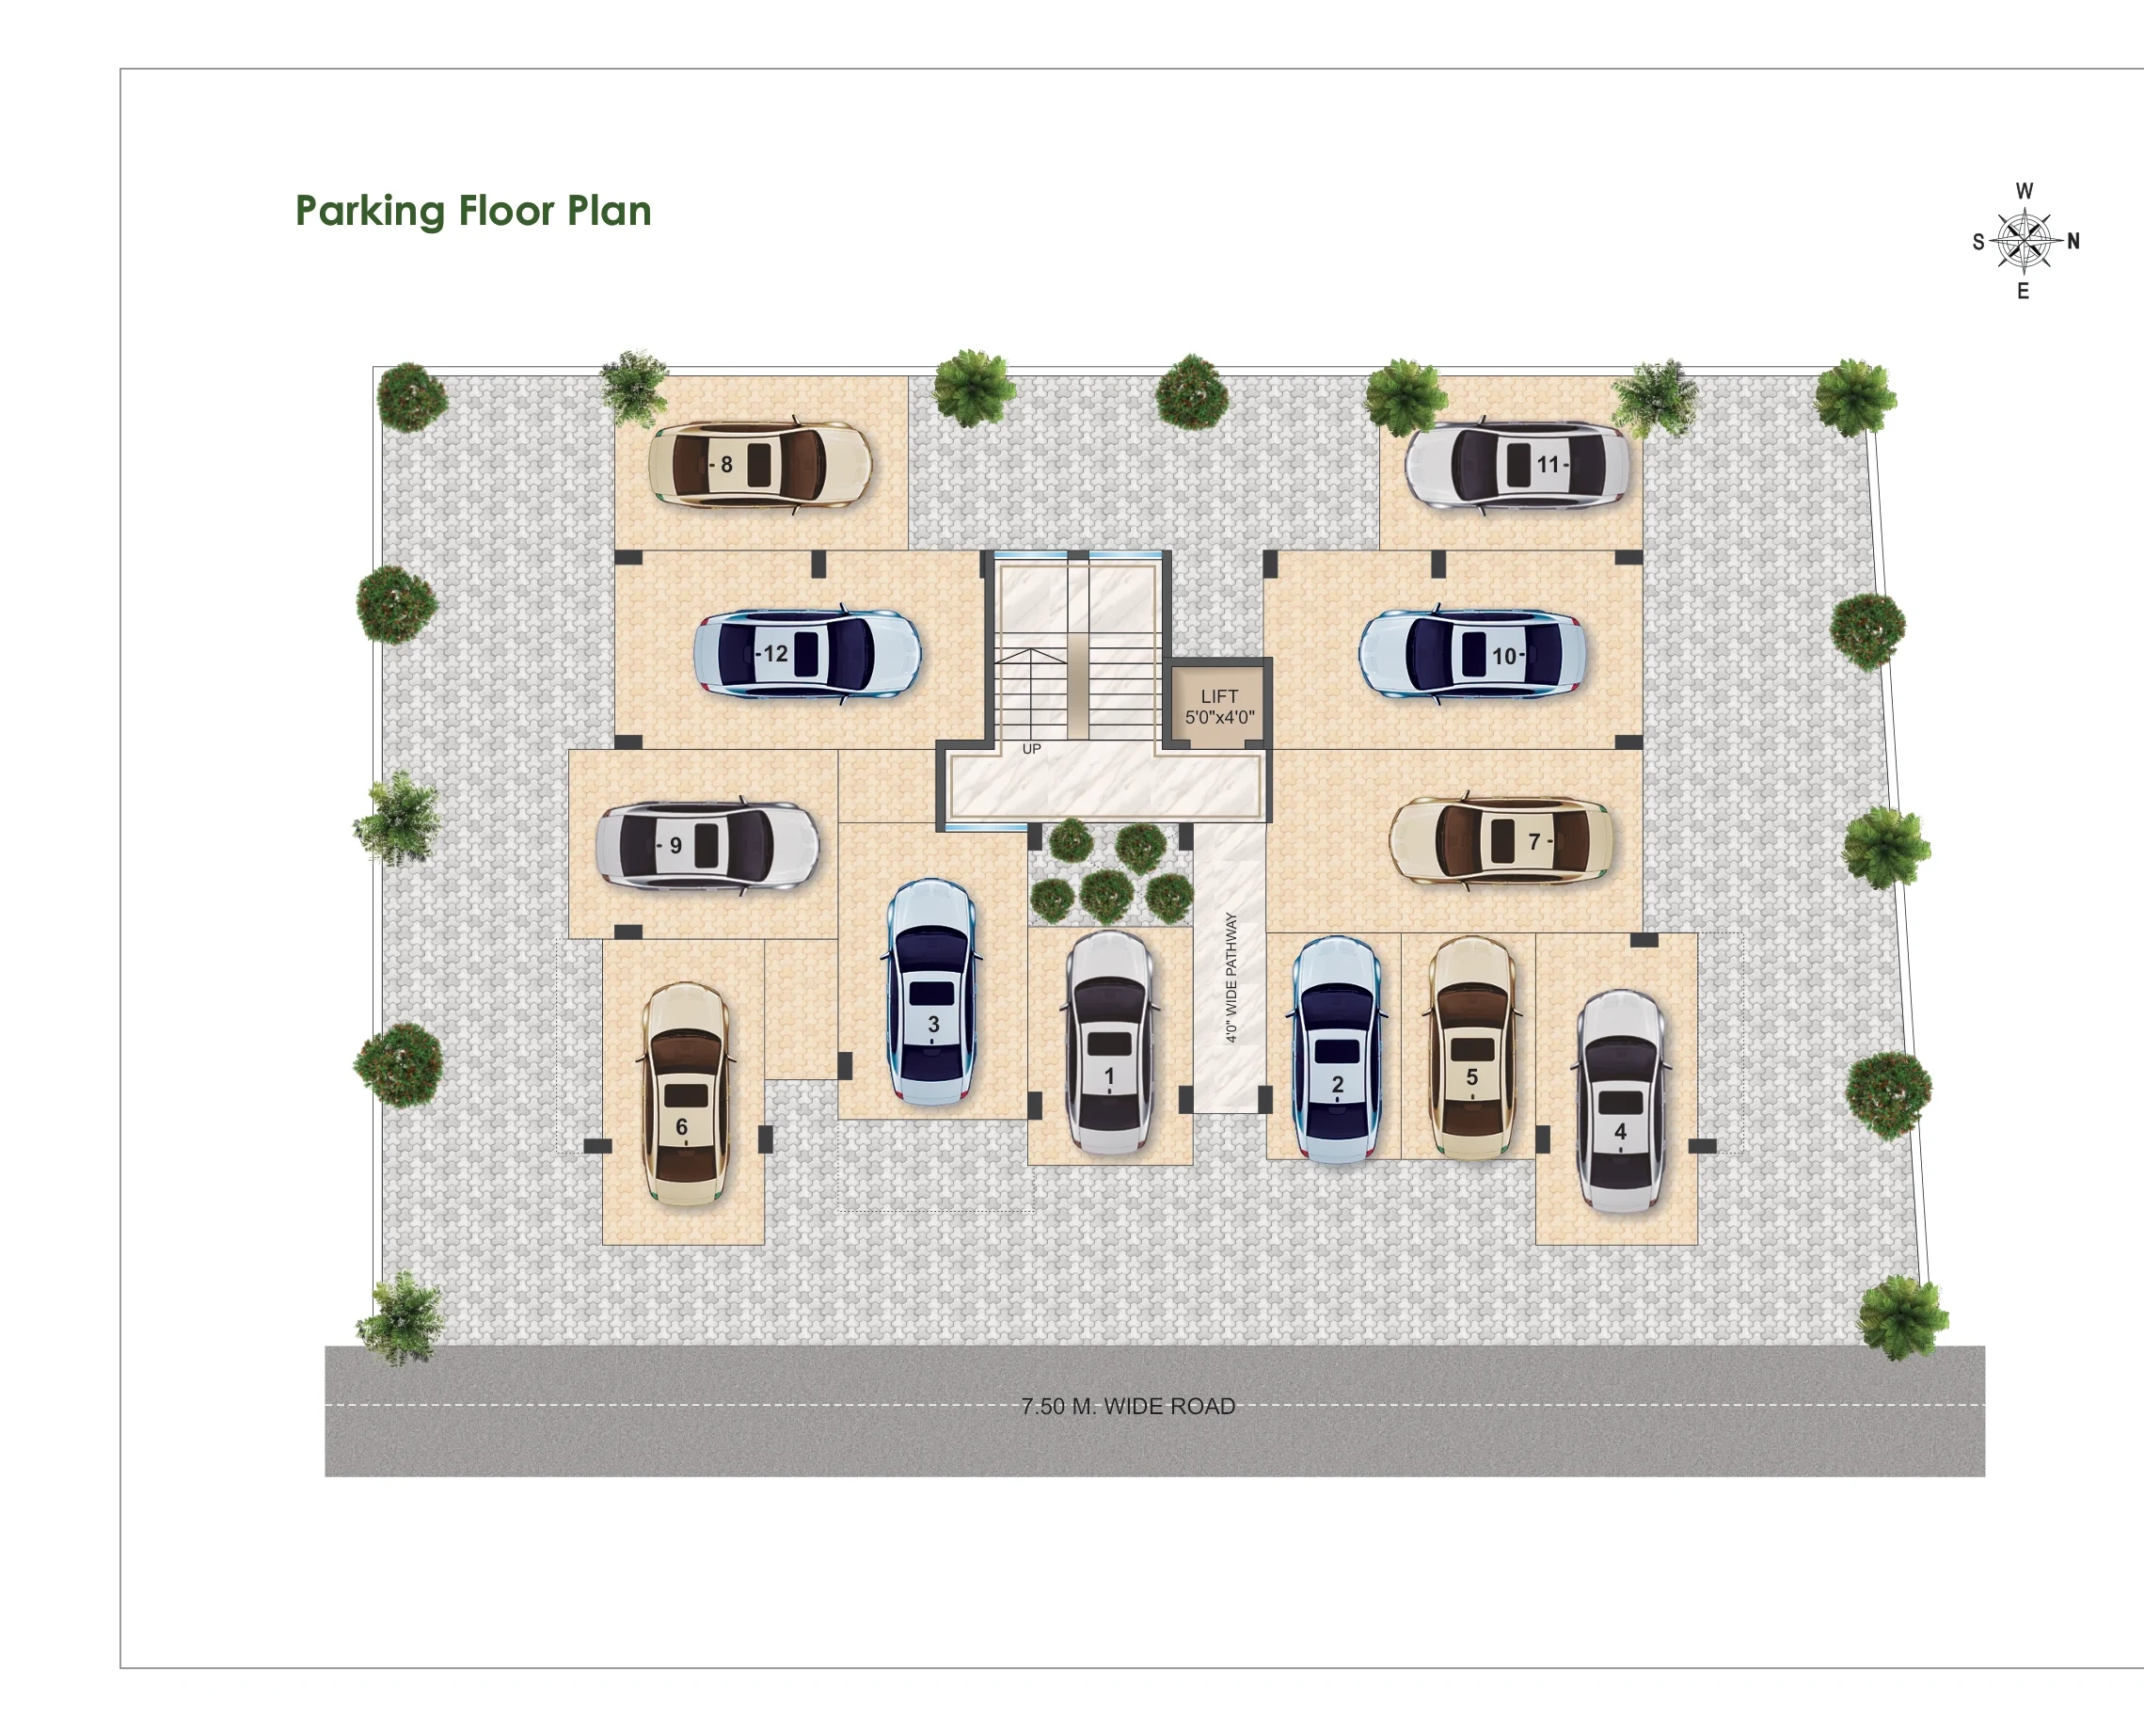 Parking Floor Plan
W
S
N
E
8
11
12
10
LIFT
5'0"x4'0"
UP
9
7
3
4'0" WIDE PATHWAY
1
2
5
6
4
7.50 M. WIDE ROAD